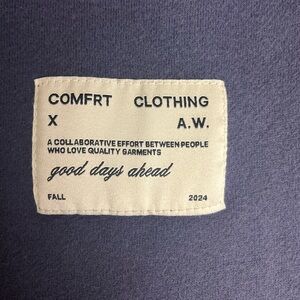 COMFRT CLOTHING
X A.W.
A COLLABORATIVE EFFORT BETWEEN PEOPLE
WHO LOVE QUALITY GARMENTS
good days ahead
FALL 2024